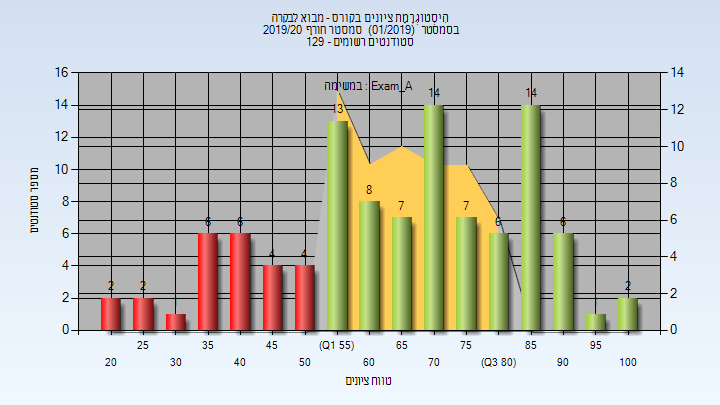 הִיסְטוֹגְרַמַת ציונים בקורס - מבוא לבקרה
בסמסטר (01/2019) סמסטר חורף 2019/20
סטודנטים רשומים - 129
במשימה : Exam_A
16 14 12 10 8 6 4 2 0
14 12 10 8 6 4 2 0
מספר סטודנטים
2 2 6 6 4 4 13 8 7 14 7 6 14 6 2
25 35 45 (Q1 55) 65 75 85 95
20 30 40 50 60 70 (Q3 80) 90 100
טווח ציונים